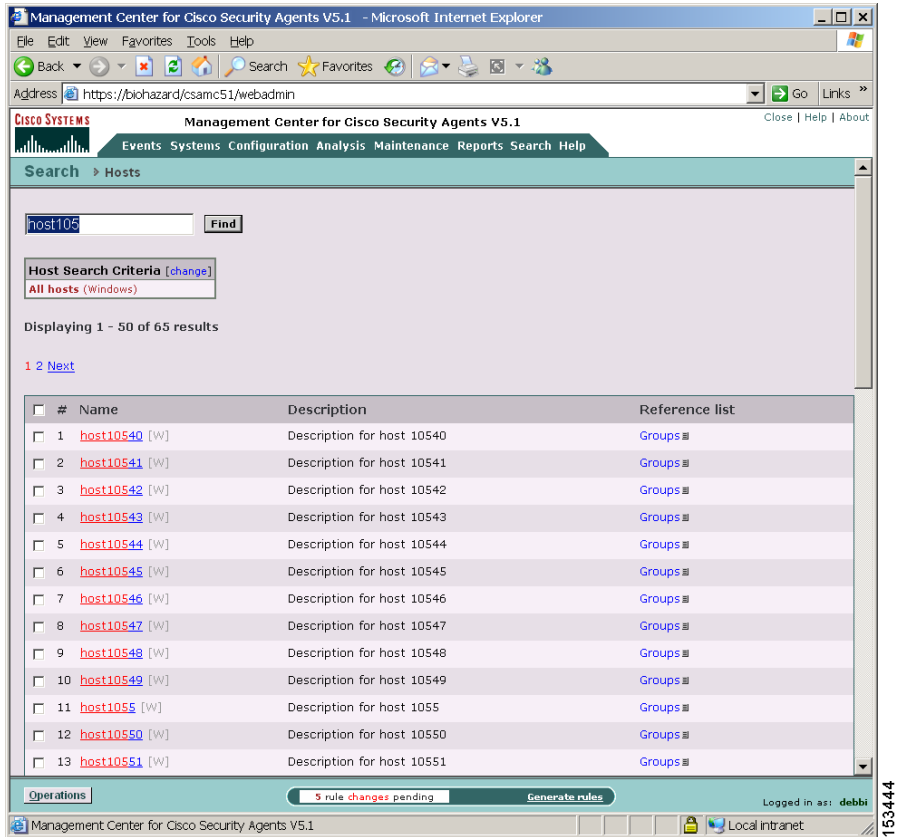 Management Center for Cisco Security Agents V5.1 - Microsoft Internet Explorer
File Edit View Favorites Tools Help
Back Search Favorites
Address https://biohazard/csamc51/webadmin Go Links »
CISCO SYSTEMS
Management Center for Cisco Security Agents V5.1
Close | Help | About
Events Systems Configuration Analysis Maintenance Reports Search Help
Search Hosts
host105 Find
Host Search Criteria [change]
All hosts (Windows)
Displaying 1 - 50 of 65 results
1 2 Next
# Name Description Reference list
1 host10540 [W] Description for host 10540 Groups
2 host10541 [W] Description for host 10541 Groups
3 host10542 [W] Description for host 10542 Groups
4 host10543 [W] Description for host 10543 Groups
5 host10544 [W] Description for host 10544 Groups
6 host10545 [W] Description for host 10545 Groups
7 host10546 [W] Description for host 10546 Groups
8 host10547 [W] Description for host 10547 Groups
9 host10548 [W] Description for host 10548 Groups
10 host10549 [W] Description for host 10549 Groups
11 host1055 [W] Description for host 1055 Groups
12 host10550 [W] Description for host 10550 Groups
13 host10551 [W] Description for host 10551 Groups
Operations
5 rule changes pending Generate rules
Logged in as: debbi
Management Center for Cisco Security Agents V5.1
Local intranet
153444